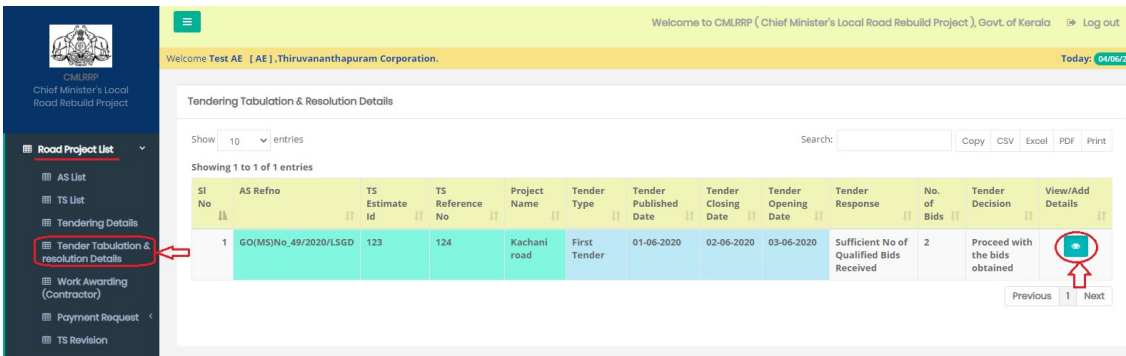 Welcome to CMLRRP ( Chief Minister's Local Road Rebuild Project ), Govt. of Kerala Log out
Welcome Test AE [ AE ] ,Thiruvananthapuram Corporation. Today: 04/06/2
CMLRRP
Chief Minister's Local
Road Rebuild Project
Road Project List
AS List
TS List
Tendering Details
Tender Tabulation &
resolution Details
Work Awarding
(Contractor)
Payment Request
TS Revision
Tendering Tabulation & Resolution Details
Show 10 entries Search: Copy CSV Excel PDF Print
Showing 1 to 1 of 1 entries
Sl AS Refno TS TS Project Tender Tender Tender Tender Tender No. Tender View/Add
No Estimate Reference Name Type Published Closing Opening Response of Decision Details
Id No Date Date Date Bids
1 GO(MS)No_49/2020/LSGD 123 124 Kachani First 01-06-2020 02-06-2020 03-06-2020 Sufficient No of 2 Proceed with
road Tender Qualified Bids the bids
Received obtained
Previous 1 Next